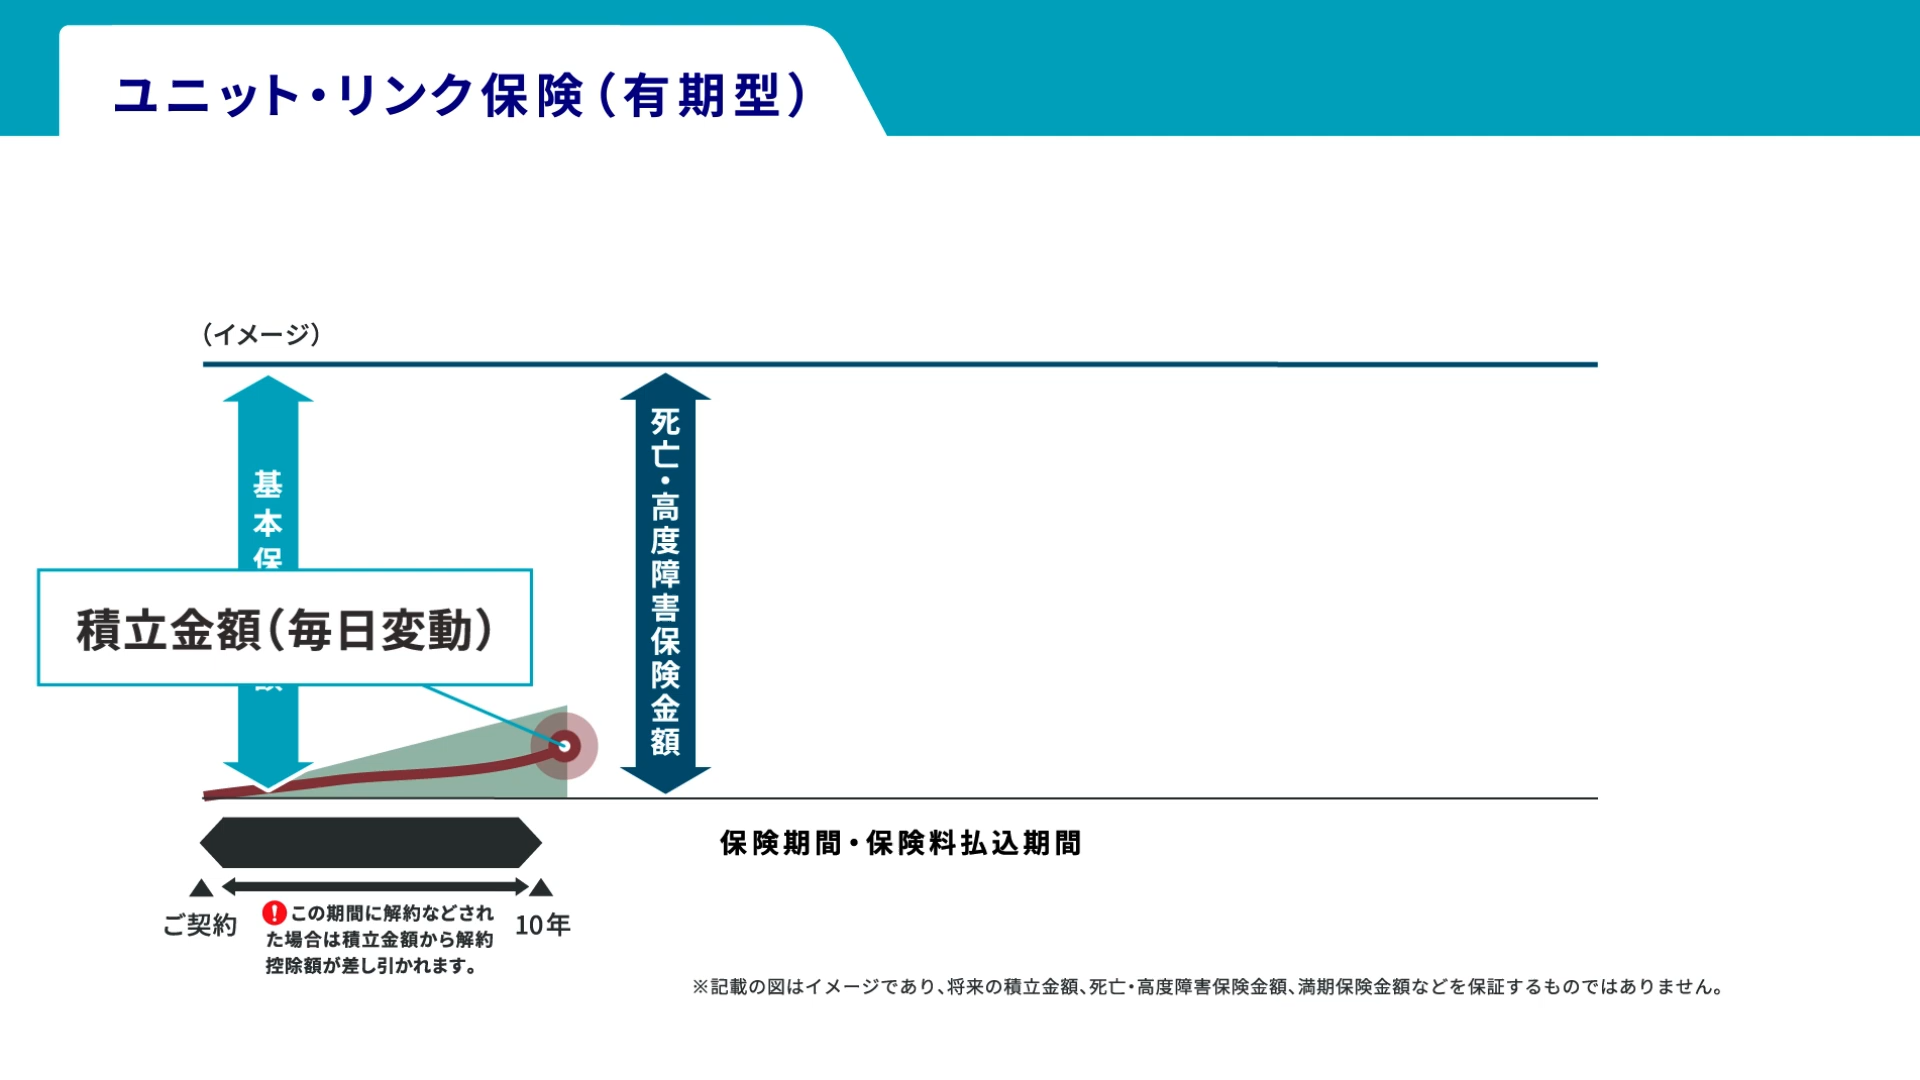 ユニット・リンク保険（有期型）
（イメージ）
基本保
積立金額（毎日変動）
死亡・高度障害保険金額
保険期間・保険料払込期間
ご契約
！この期間に解約などされ
た場合は積立金額から解約
控除額が差し引かれます。
10年
※記載の図はイメージであり、将来の積立金額、死亡・高度障害保険金額、満期保険金額などを保証するものではありません。